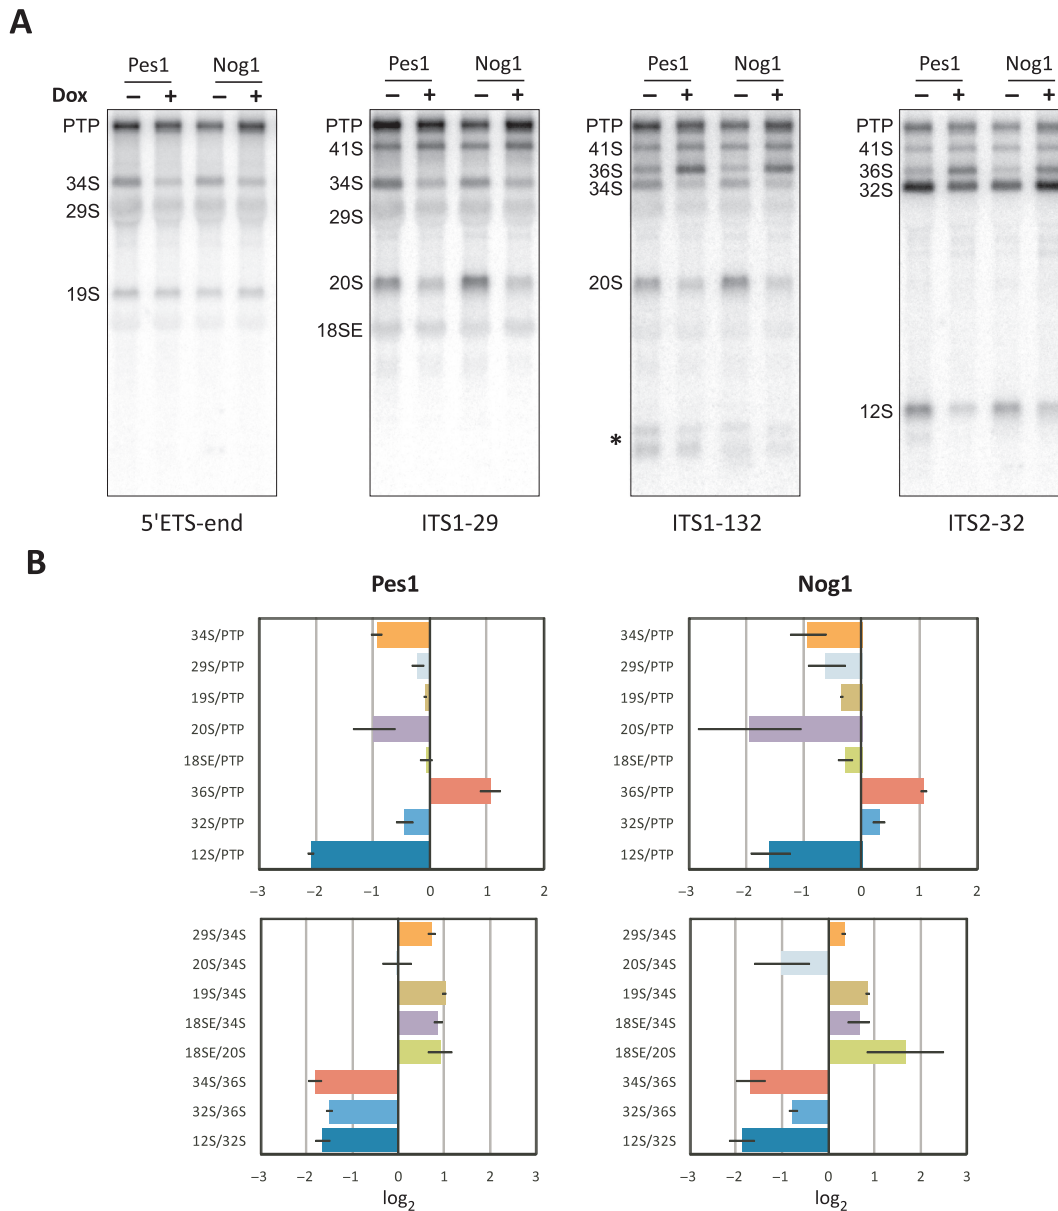 A
Pes1 Nog1 Pes1 Nog1 Pes1 Nog1 Pes1 Nog1
Dox − + − + − + − + − + − + − + − +
PTP
34S
29S
19S
5'ETS-end
PTP
41S
34S
29S
20S
18SE
ITS1-29
PTP
41S
36S
34S
20S
*
ITS1-132
PTP
41S
36S
32S
12S
ITS2-32
B
Pes1
34S/PTP
29S/PTP
19S/PTP
20S/PTP
18SE/PTP
36S/PTP
32S/PTP
12S/PTP
−3 −2 −1 0 1 2
Nog1
34S/PTP
29S/PTP
19S/PTP
20S/PTP
18SE/PTP
36S/PTP
32S/PTP
12S/PTP
−3 −2 −1 0 1 2
29S/34S
20S/34S
19S/34S
18SE/34S
18SE/20S
34S/36S
32S/36S
12S/32S
−3 −2 −1 0 1 2 3
log2
29S/34S
20S/34S
19S/34S
18SE/34S
18SE/20S
34S/36S
32S/36S
12S/32S
−3 −2 −1 0 1 2 3
log2